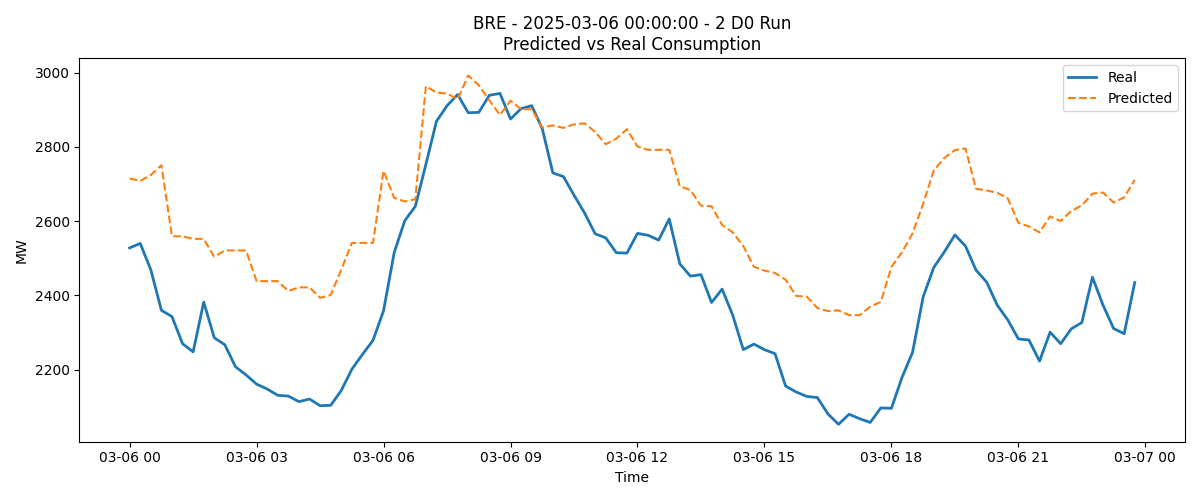 BRE - 2025-03-06 00:00:00 - 2 D0 Run
Predicted vs Real Consumption
Real
Predicted
MW
3000
2800
2600
2400
2200
03-06 00
03-06 03
03-06 06
03-06 09
03-06 12
03-06 15
03-06 18
03-06 21
03-07 00
Time